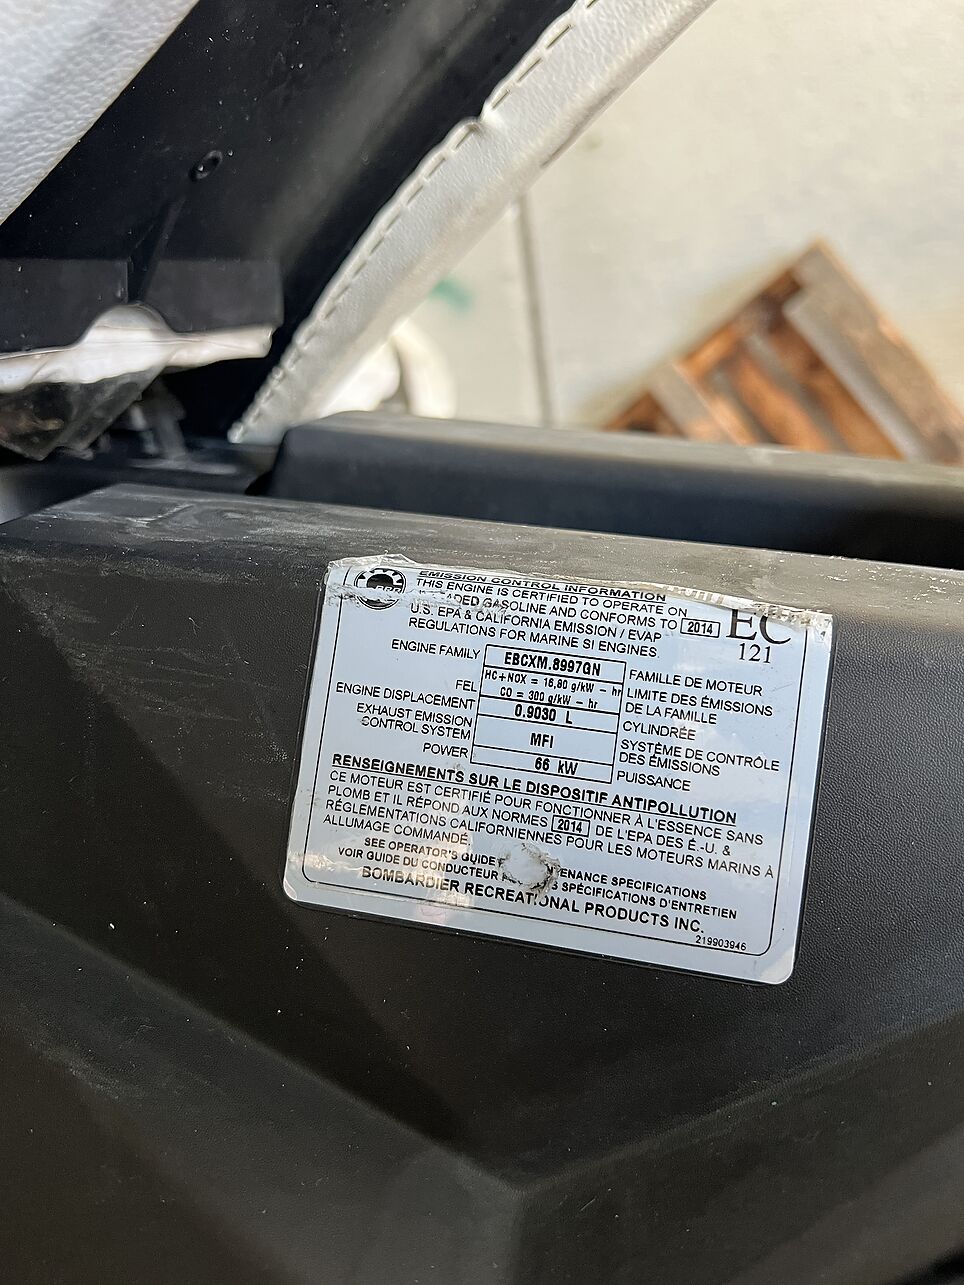 EMISSION CONTROL INFORMATION
THIS ENGINE IS CERTIFIED TO OPERATE ON
GASOLINE AND CONFORMS TO 2014
U.S. EPA & CALIFORNIA EMISSION / EVAP
REGULATIONS FOR MARINE SI ENGINES.
EC
121
ENGINE FAMILY EBCXM.8997GN FAMILLE DE MOTEUR
FEL HC+NOX = 16,80 g/kW - hr LIMITE DES ÉMISSIONS
CO = 300 g/kW - hr DE LA FAMILLE
ENGINE DISPLACEMENT 0.9030 L CYLINDRÉE
EXHAUST EMISSION MFI SYSTÈME DE CONTRÔLE
CONTROL SYSTEM DES ÉMISSIONS
POWER 66 kW PUISSANCE
RENSEIGNEMENTS SUR LE DISPOSITIF ANTIPOLLUTION
CE MOTEUR EST CERTIFIÉ POUR FONCTIONNER À L'ESSENCE SANS
PLOMB ET IL RÉPOND AUX NORMES 2014 DE L'EPA DES É.-U. &
RÉGLEMENTATIONS CALIFORNIENNES POUR LES MOTEURS MARINS À
ALLUMAGE COMMANDÉ.
SEE OPERATOR'S GUIDE SPECIFICATIONS
VOIR GUIDE DU CONDUCTEUR SPÉCIFICATIONS D'ENTRETIEN
BOMBARDIER RECREATIONAL PRODUCTS INC.
219903946